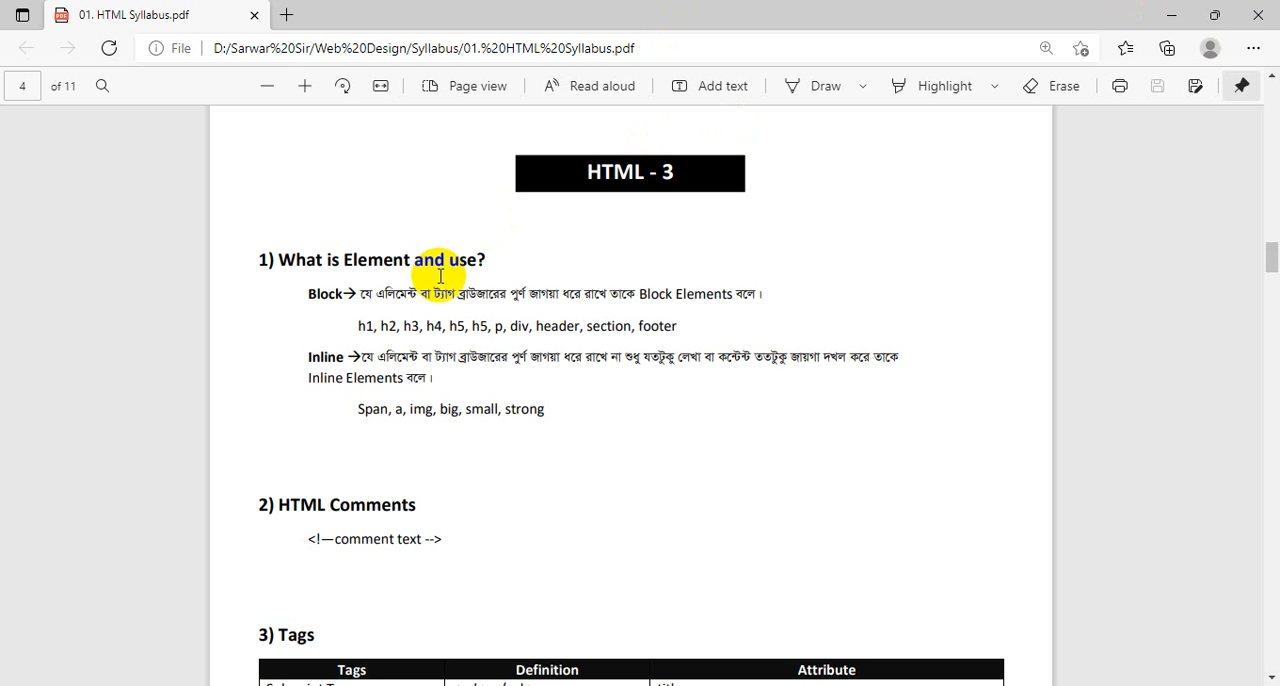 01. HTML Syllabus.pdf
File D:/Sarwar%20Sir/Web%20Design/Syllabus/01.%20HTML%20Syllabus.pdf
4 of 11 Page view Read aloud Add text Draw Highlight Erase
HTML - 3
1) What is Element and use?
Block→ যে এলিমেন্ট বা ট্যাগ ব্রাউজারের পুর্ণ জাগয়া ধরে রাখে তাকে Block Elements বলে ।
h1, h2, h3, h4, h5, h5, p, div, header, section, footer
Inline →যে এলিমেন্ট বা ট্যাগ ব্রাউজারের পুর্ণ জাগয়া ধরে রাখে না শুধু যতটুকু লেখা বা কন্টেন্ট ততটুকু জায়গা দখল করে তাকে
Inline Elements বলে ।
Span, a, img, big, small, strong
2) HTML Comments
<!—comment text -->
3) Tags
Tags Definition Attribute